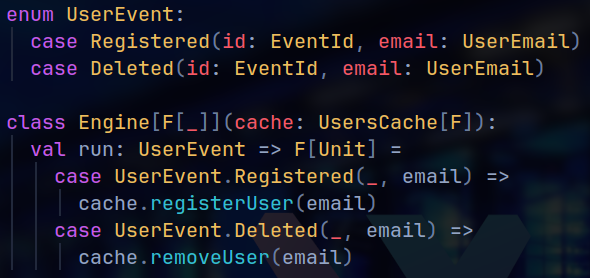 enum UserEvent:
  case Registered(id: EventId, email: UserEmail)
  case Deleted(id: EventId, email: UserEmail)

class Engine[F[_]](cache: UsersCache[F]):
  val run: UserEvent => F[Unit] =
    case UserEvent.Registered(_, email) =>
      cache.registerUser(email)
    case UserEvent.Deleted(_, email) =>
      cache.removeUser(email)